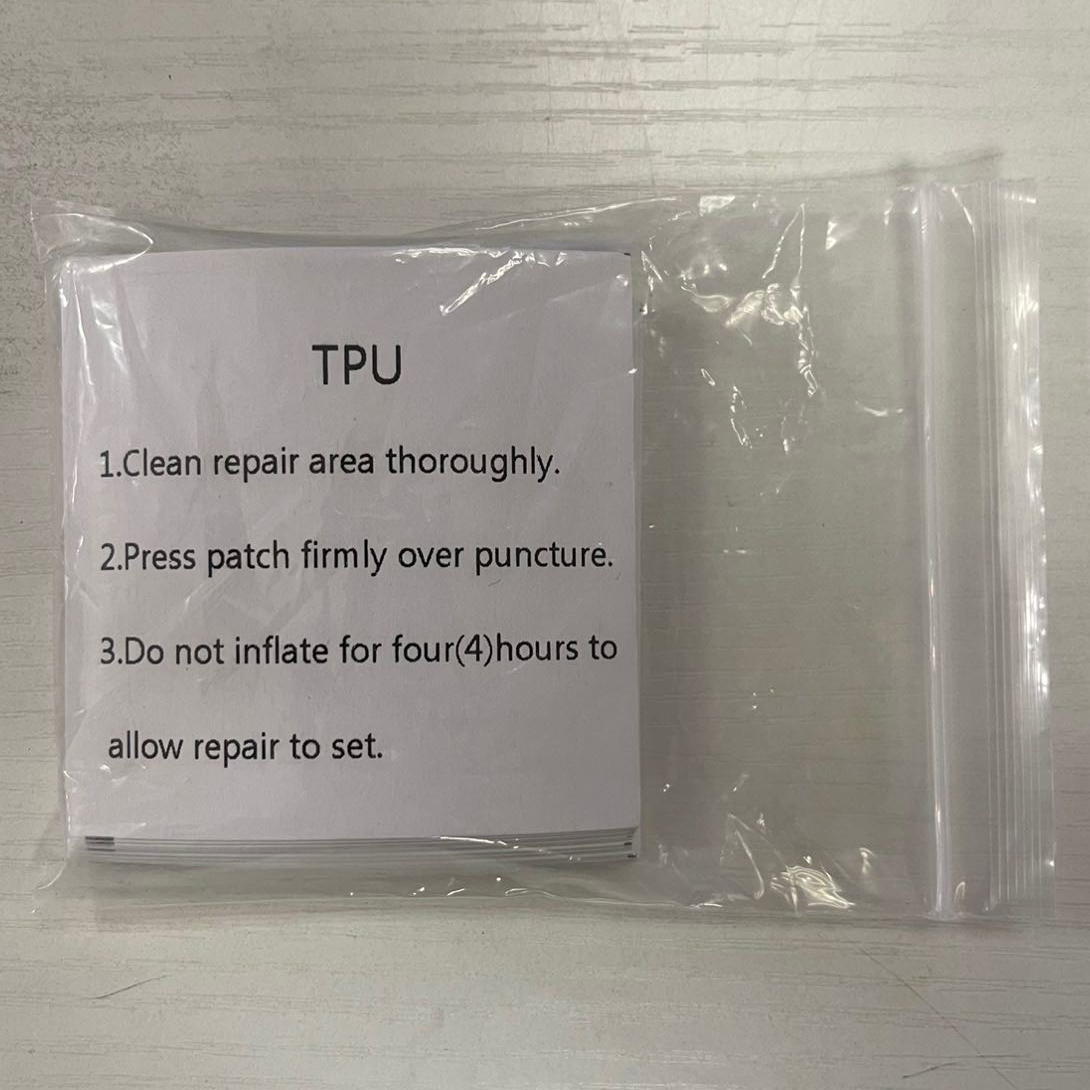 TPU
1.Clean repair area thoroughly.
2.Press patch firmly over puncture.
3.Do not inflate for four(4)hours to
allow repair to set.